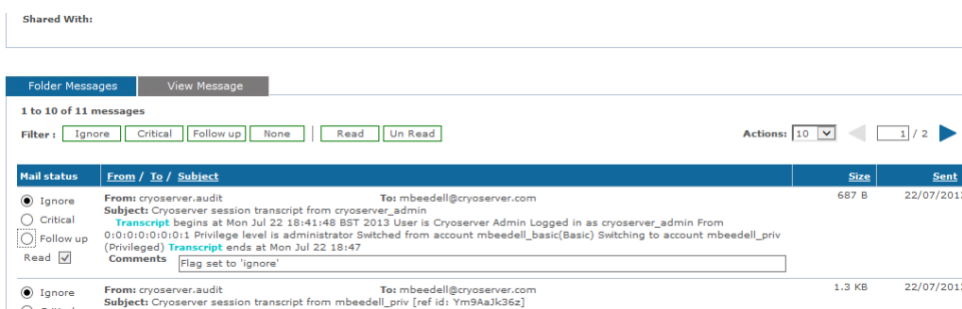 Shared With:
Folder Messages View Message
1 to 10 of 11 messages
Filter : Ignore Critical Follow up None | Read Un Read Actions: 10 1 / 2
Mail status From / To / Subject Size Sent
Ignore From: cryoserver.audit To: mbeedell@cryoserver.com 687 B 22/07/2013
Critical Subject: Cryoserver session transcript from cryoserver_admin
Transcript begins at Mon Jul 22 18:41:48 BST 2013 User is Cryoserver Admin Logged in as cryoserver_admin From
Follow up 0:0:0:0:0:0:0:1 Privilege level is administrator Switched from account mbeedell_basic(Basic) Switching to account mbeedell_priv
(Privileged) Transcript ends at Mon Jul 22 18:47
Read Comments Flag set to 'ignore'
Ignore From: cryoserver.audit To: mbeedell@cryoserver.com 1.3 KB 22/07/2013
Subject: Cryoserver session transcript from mbeedell_priv [ref id: Ym9AaJk36z]